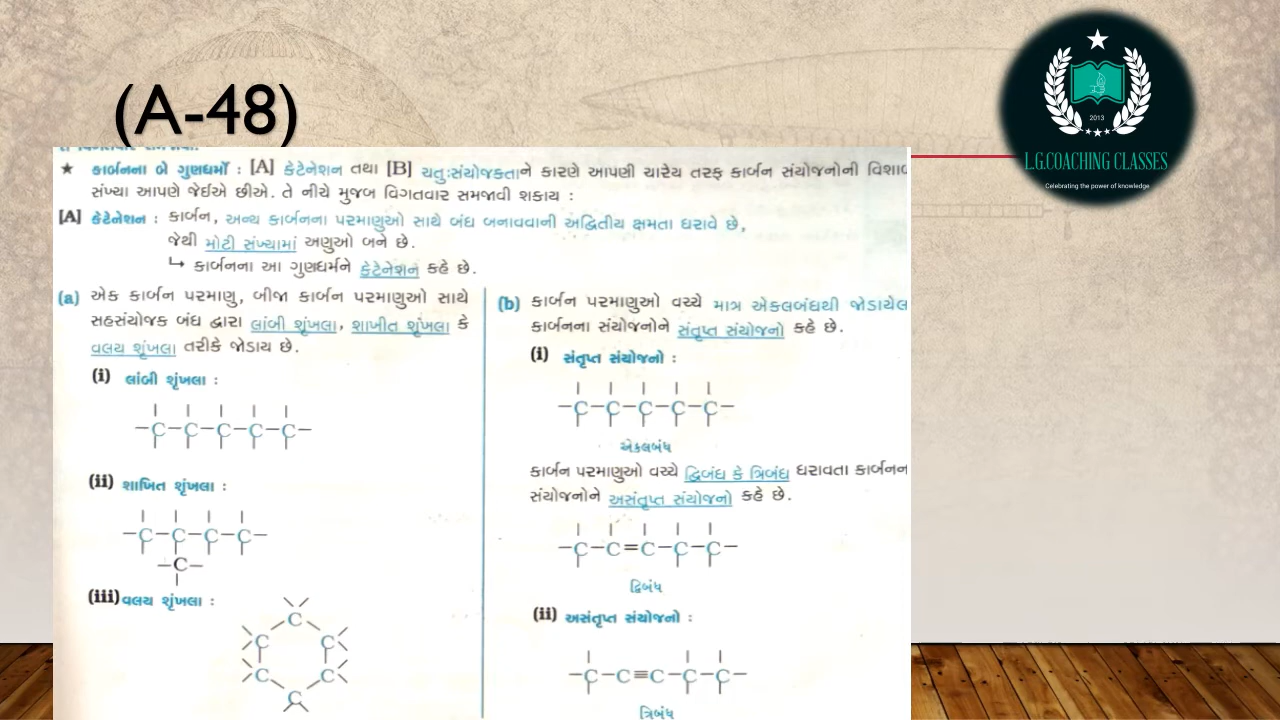 (A-48)
2013
L.G.COACHING CLASSES
Celebrating the power of knowledge
★ કાર્બનના બે ગુણધર્મો : [A] કેટેનેશન તથા [B] ચતુઃસંયોજકતાને કારણે આપણી ચારેય તરફ કાર્બન સંયોજનોની
સંખ્યા આપણે જોઈએ છીએ. તે નીચે મુજબ વિગતવાર સમજાવી શકાય :
[A] કેટેનેશન : કાર્બન, અન્ય કાર્બનના પરમાણુઓ સાથે બંધ બનાવવાની અદ્વિતીય ક્ષમતા ધરાવે છે,
જેથી મોટી સંખ્યામાં અણુઓ બને છે.
↳ કાર્બનના આ ગુણધર્મને કેટેનેશન કહે છે.
(a) એક કાર્બન પરમાણુ, બીજા કાર્બન પરમાણુઓ સાથે
સહસંયોજક બંધ દ્વારા લાંબી શૃંખલા, શાખીત શૃંખલા કે
વલય શૃંખલા તરીકે જોડાય છે.
(i) લાંબી શૃંખલા :
–C–C–C–C–C–
(ii) શાખિત શૃંખલા :
–C–C–C–C–
–C–
(iii) વલય શૃંખલા :
C
C C
C C
C
(b) કાર્બન પરમાણુઓ વચ્ચે માત્ર એકલબંધથી જોડાયેલ
કાર્બનના સંયોજનોને સંતૃપ્ત સંયોજનો કહે છે.
(i) સંતૃપ્ત સંયોજનો :
–C–C–C–C–C–
એકલબંધ
કાર્બન પરમાણુઓ વચ્ચે દ્વિબંધ કે ત્રિબંધ ધરાવતા
સંયોજનોને અસંતૃપ્ત સંયોજનો કહે છે.
–C–C=C–C–C–
દ્વિબંધ
(ii) અસંતૃપ્ત સંયોજનો :
–C–C≡C–C–C–
ત્રિબંધ